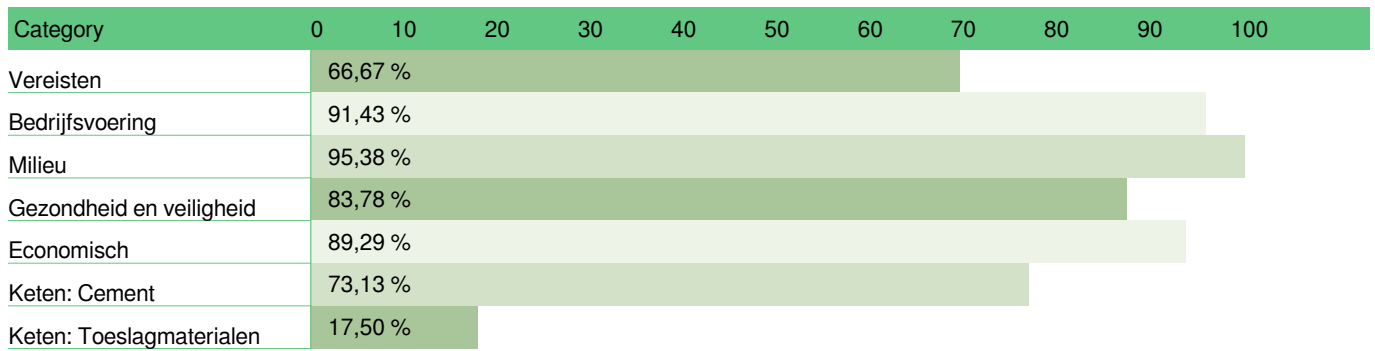 Category 0 10 20 30 40 50 60 70 80 90 100
Vereisten 66,67 %
Bedrijfsvoering 91,43 %
Milieu 95,38 %
Gezondheid en veiligheid 83,78 %
Economisch 89,29 %
Keten: Cement 73,13 %
Keten: Toeslagmaterialen 17,50 %